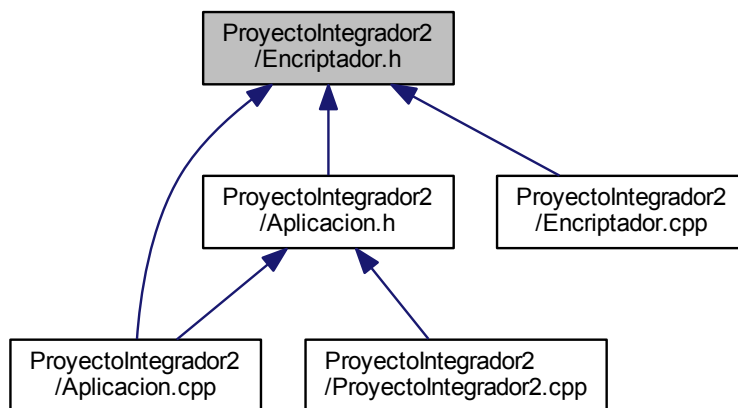 ProyectoIntegrador2
/Encriptador.h
ProyectoIntegrador2
/Aplicacion.h
ProyectoIntegrador2
/Encriptador.cpp
ProyectoIntegrador2
/Aplicacion.cpp
ProyectoIntegrador2
/ProyectoIntegrador2.cpp